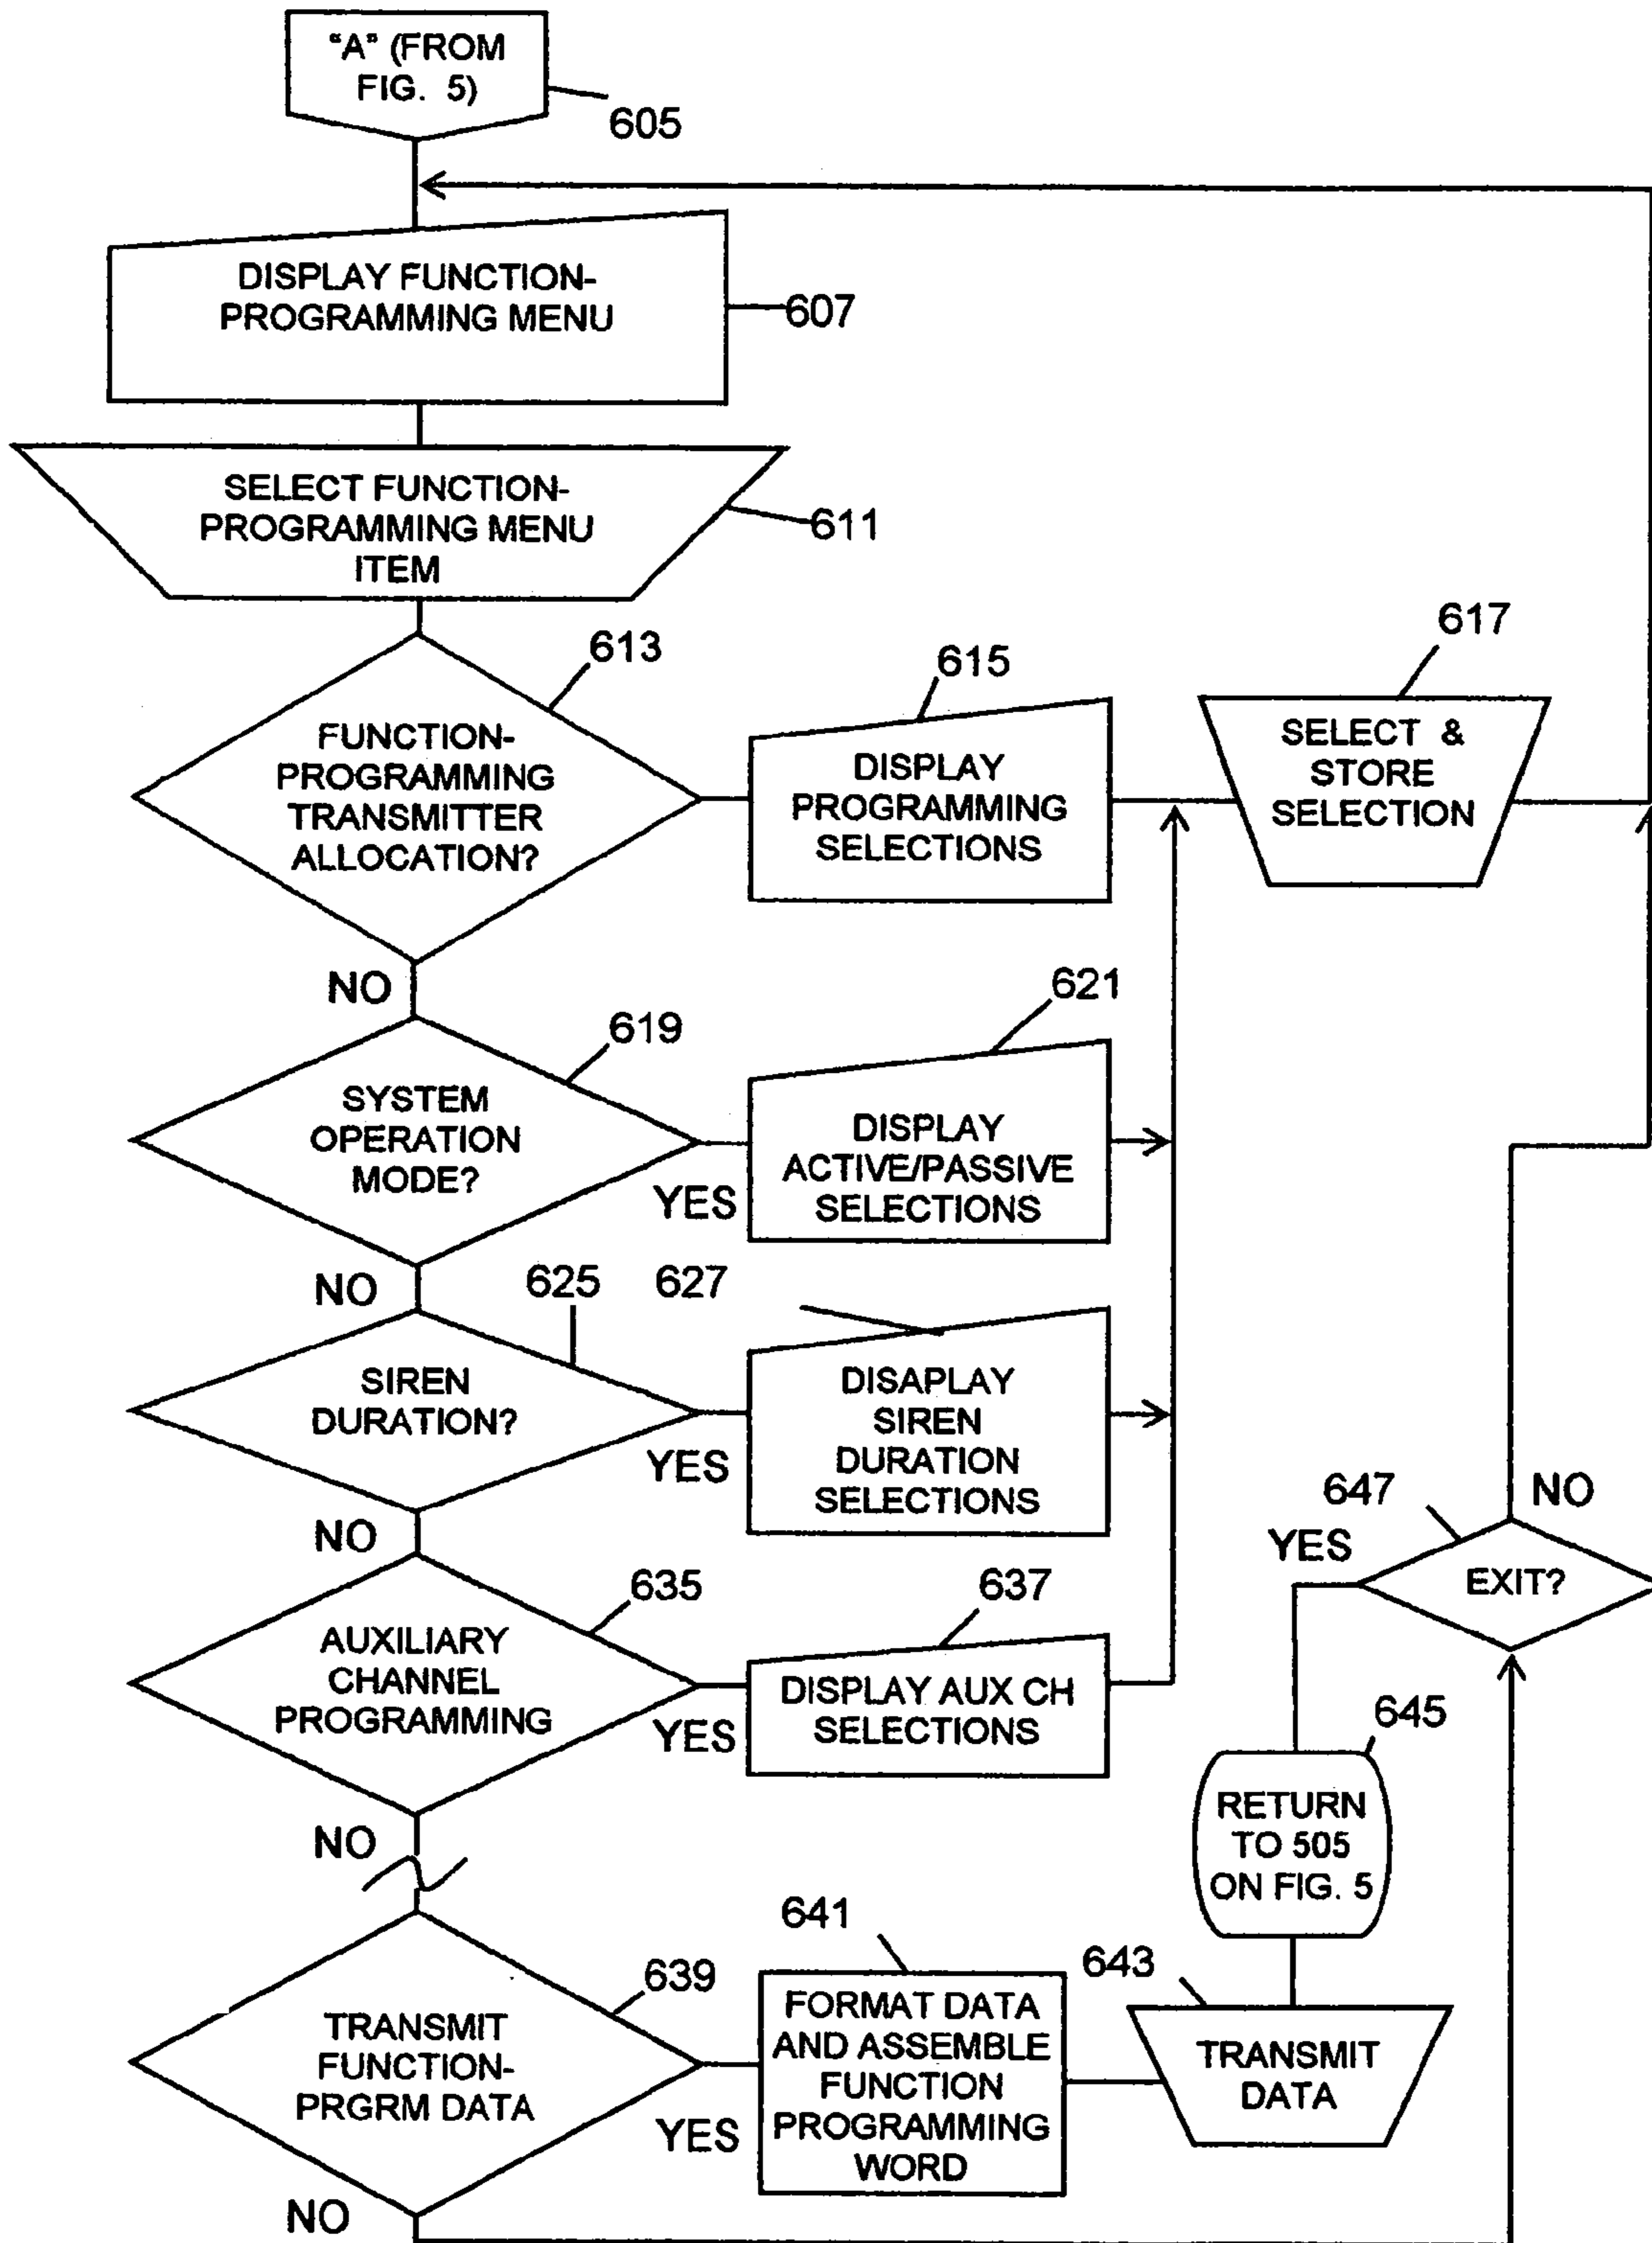 "A" (FROM
FIG. 5)
605
DISPLAY FUNCTION-
PROGRAMMING MENU
607
SELECT FUNCTION-
PROGRAMMING MENU
ITEM
611
613
FUNCTION-
PROGRAMMING
TRANSMITTER
ALLOCATION?
615
DISPLAY
PROGRAMMING
SELECTIONS
617
SELECT &
STORE
SELECTION
NO
619
SYSTEM
OPERATION
MODE?
YES
621
DISPLAY
ACTIVE/PASSIVE
SELECTIONS
NO
625
SIREN
DURATION?
YES
627
DISAPLAY
SIREN
DURATION
SELECTIONS
NO
635
AUXILIARY
CHANNEL
PROGRAMMING
YES
637
DISPLAY AUX CH
SELECTIONS
NO
639
TRANSMIT
FUNCTION-
PRGRM DATA
YES
641
FORMAT DATA
AND ASSEMBLE
FUNCTION
PROGRAMMING
WORD
643
TRANSMIT
DATA
645
RETURN
TO 505
ON FIG. 5
647
EXIT?
YES
NO
NO